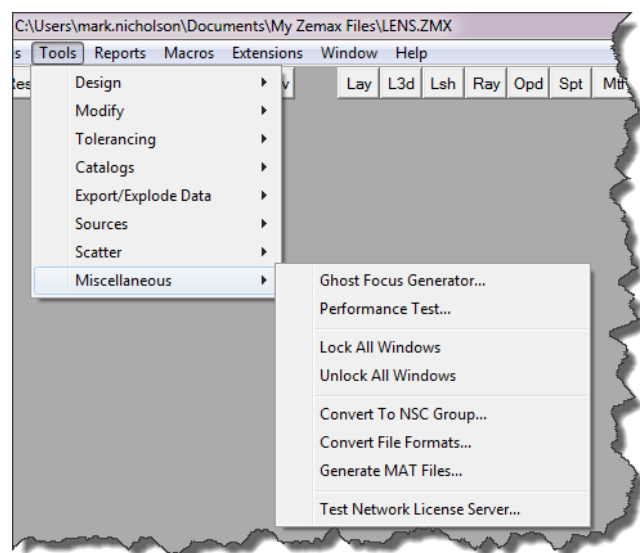 C:\Users\mark.nicholson\Documents\My Zemax Files\LENS.ZMX
Tools Reports Macros Extensions Window Help
Lay L3d Lsh Ray Opd Spt Mtf
Design
Modify
Tolerancing
Catalogs
Export/Explode Data
Sources
Scatter
Miscellaneous
Ghost Focus Generator...
Performance Test...
Lock All Windows
Unlock All Windows
Convert To NSC Group...
Convert File Formats...
Generate MAT Files...
Test Network License Server...